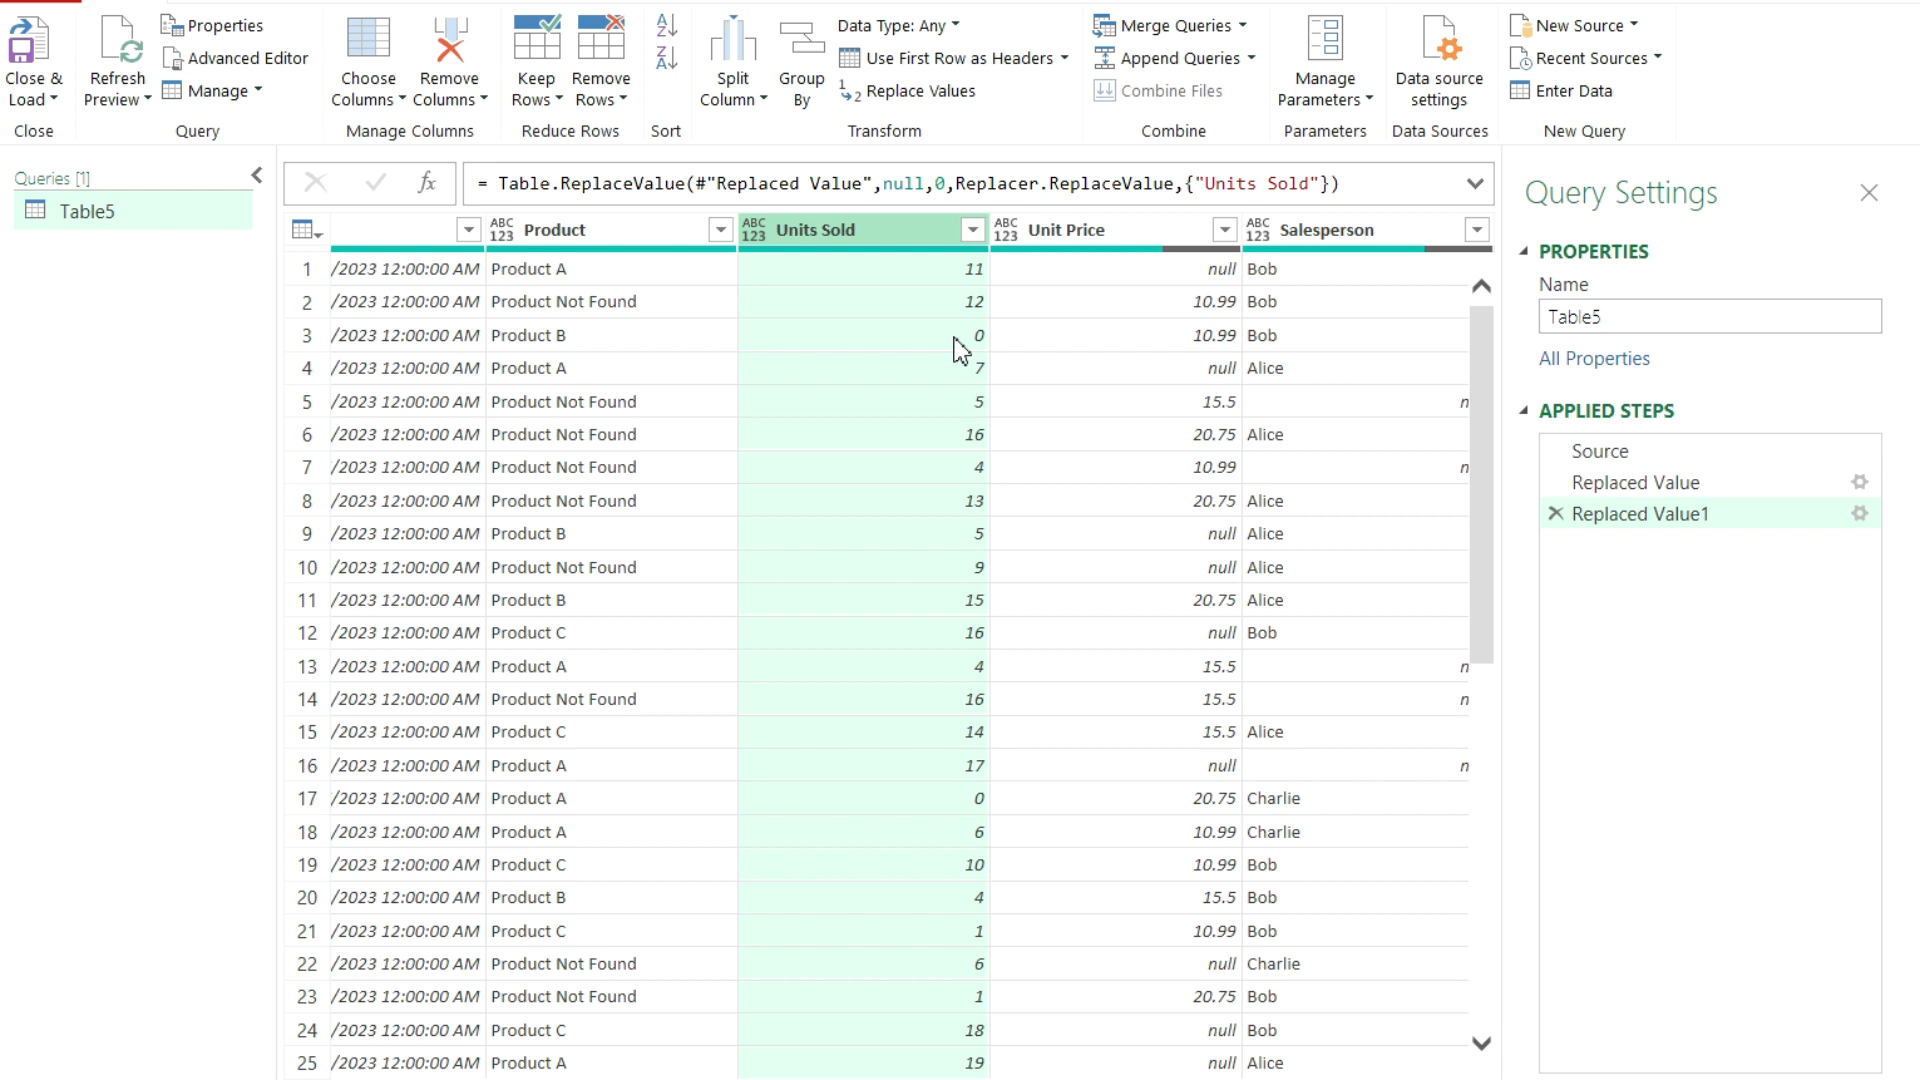 Close &
Load
Close
Refresh
Preview
Properties
Advanced Editor
Manage
Query
Choose
Columns
Remove
Columns
Manage Columns
Keep
Rows
Remove
Rows
Reduce Rows
A
Z
Z
A
Sort
Split
Column
Group
By
Data Type: Any
Use First Row as Headers
1 2 Replace Values
Transform
Merge Queries
Append Queries
Combine Files
Combine
Manage
Parameters
Parameters
Data source
settings
Data Sources
New Source
Recent Sources
Enter Data
New Query
Queries [1]
Table5
fx = Table.ReplaceValue(#"Replaced Value",null,0,Replacer.ReplaceValue,{"Units Sold"})
ABC 123 Product ABC 123 Units Sold ABC 123 Unit Price ABC 123 Salesperson
1 /2023 12:00:00 AM Product A 11 null Bob
2 /2023 12:00:00 AM Product Not Found 12 10.99 Bob
3 /2023 12:00:00 AM Product B 0 10.99 Bob
4 /2023 12:00:00 AM Product A 7 null Alice
5 /2023 12:00:00 AM Product Not Found 5 15.5 n
6 /2023 12:00:00 AM Product Not Found 16 20.75 Alice
7 /2023 12:00:00 AM Product Not Found 4 10.99 n
8 /2023 12:00:00 AM Product Not Found 13 20.75 Alice
9 /2023 12:00:00 AM Product B 5 null Alice
10 /2023 12:00:00 AM Product Not Found 9 null Alice
11 /2023 12:00:00 AM Product B 15 20.75 Alice
12 /2023 12:00:00 AM Product C 16 null Bob
13 /2023 12:00:00 AM Product A 4 15.5 n
14 /2023 12:00:00 AM Product Not Found 16 15.5 n
15 /2023 12:00:00 AM Product C 14 15.5 Alice
16 /2023 12:00:00 AM Product A 17 null n
17 /2023 12:00:00 AM Product A 0 20.75 Charlie
18 /2023 12:00:00 AM Product A 6 10.99 Charlie
19 /2023 12:00:00 AM Product C 10 10.99 Bob
20 /2023 12:00:00 AM Product B 4 15.5 Bob
21 /2023 12:00:00 AM Product C 1 10.99 Bob
22 /2023 12:00:00 AM Product Not Found 6 null Charlie
23 /2023 12:00:00 AM Product Not Found 1 20.75 Bob
24 /2023 12:00:00 AM Product C 18 null Bob
25 /2023 12:00:00 AM Product A 19 null Alice
Query Settings
PROPERTIES
Name
Table5
All Properties
APPLIED STEPS
Source
Replaced Value
Replaced Value1